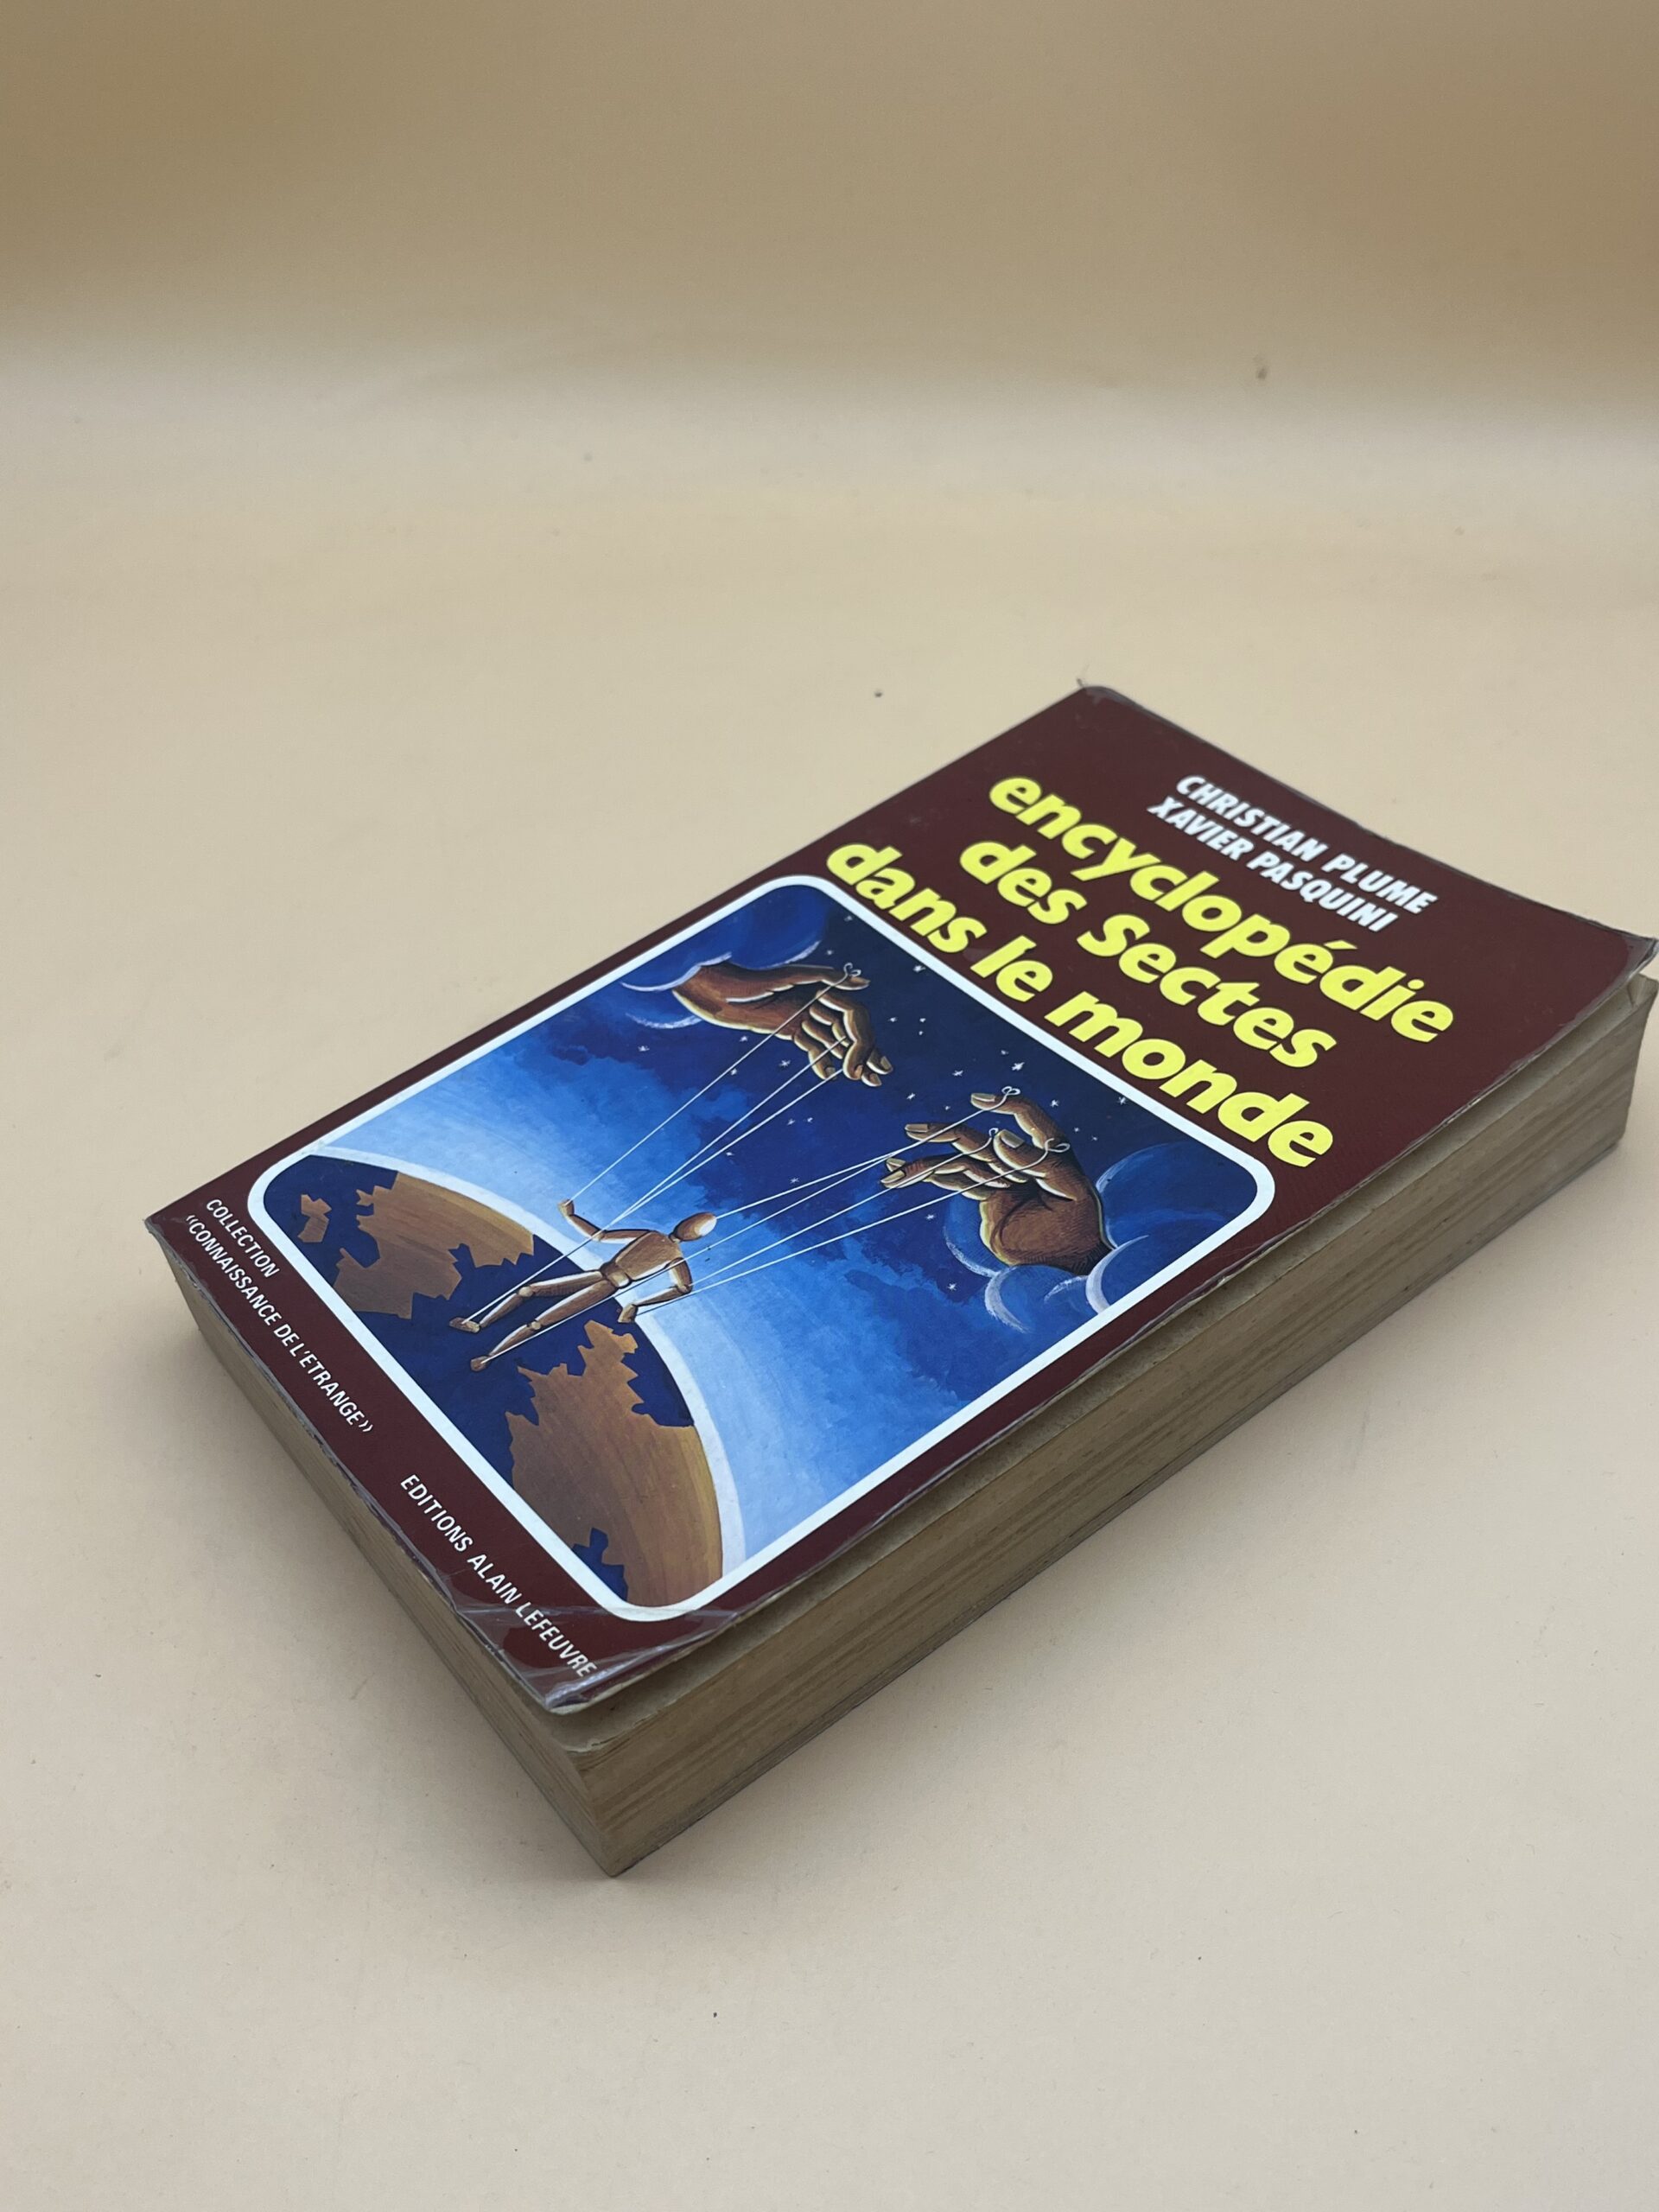 CHRISTIAN PLUME
XAVIER PASQUINI
encyclopédie
des sectes
dans le monde
COLLECTION
“CONNAISSANCE DE L'ETRANGE”
EDITIONS ALAIN LEFEUVRE